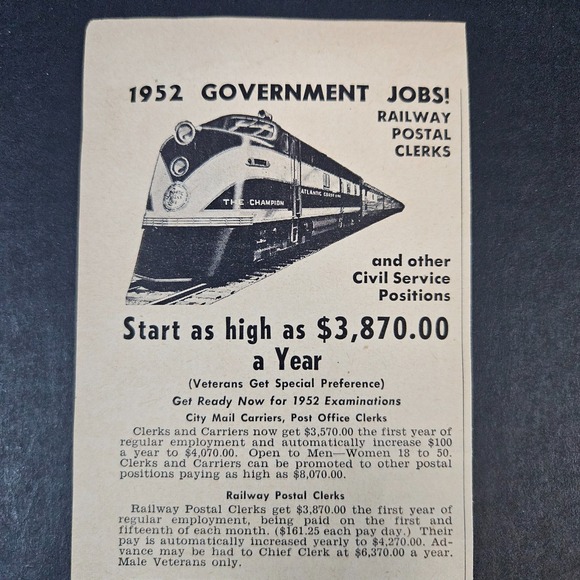 1952 GOVERNMENT JOBS!
RAILWAY
POSTAL
CLERKS
THE CHAMPION
ATLANTIC COAST LINE
and other
Civil Service
Positions
Start as high as $3,870.00
a Year
(Veterans Get Special Preference)
Get Ready Now for 1952 Examinations
City Mail Carriers, Post Office Clerks
Clerks and Carriers now get $3,570.00 the first year of
regular employment and automatically increase $100
a year to $4,070.00. Open to Men—Women 18 to 50.
Clerks and Carriers can be promoted to other postal
positions paying as high as $8,070.00.
Railway Postal Clerks
Railway Postal Clerks get $3,870.00 the first year of
regular employment, being paid on the first and
fifteenth of each month. ($161.25 each pay day.) Their
pay is automatically increased yearly to $4,270.00. Ad-
vance may be had to Chief Clerk at $6,370.00 a year.
Male Veterans only.